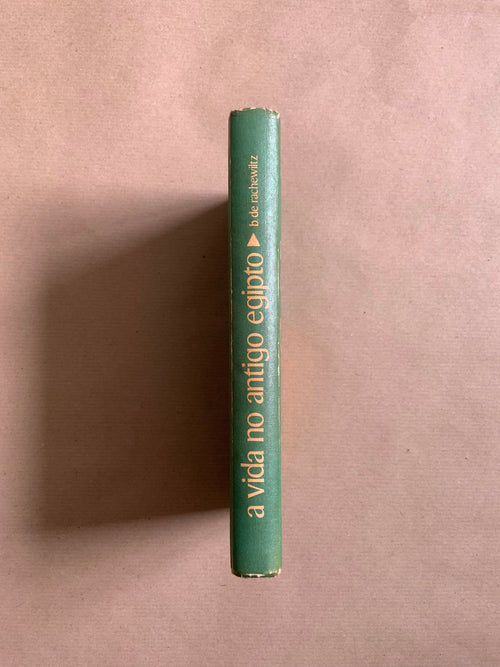 a vida no antigo egipto ▶ b. de rachewiltz